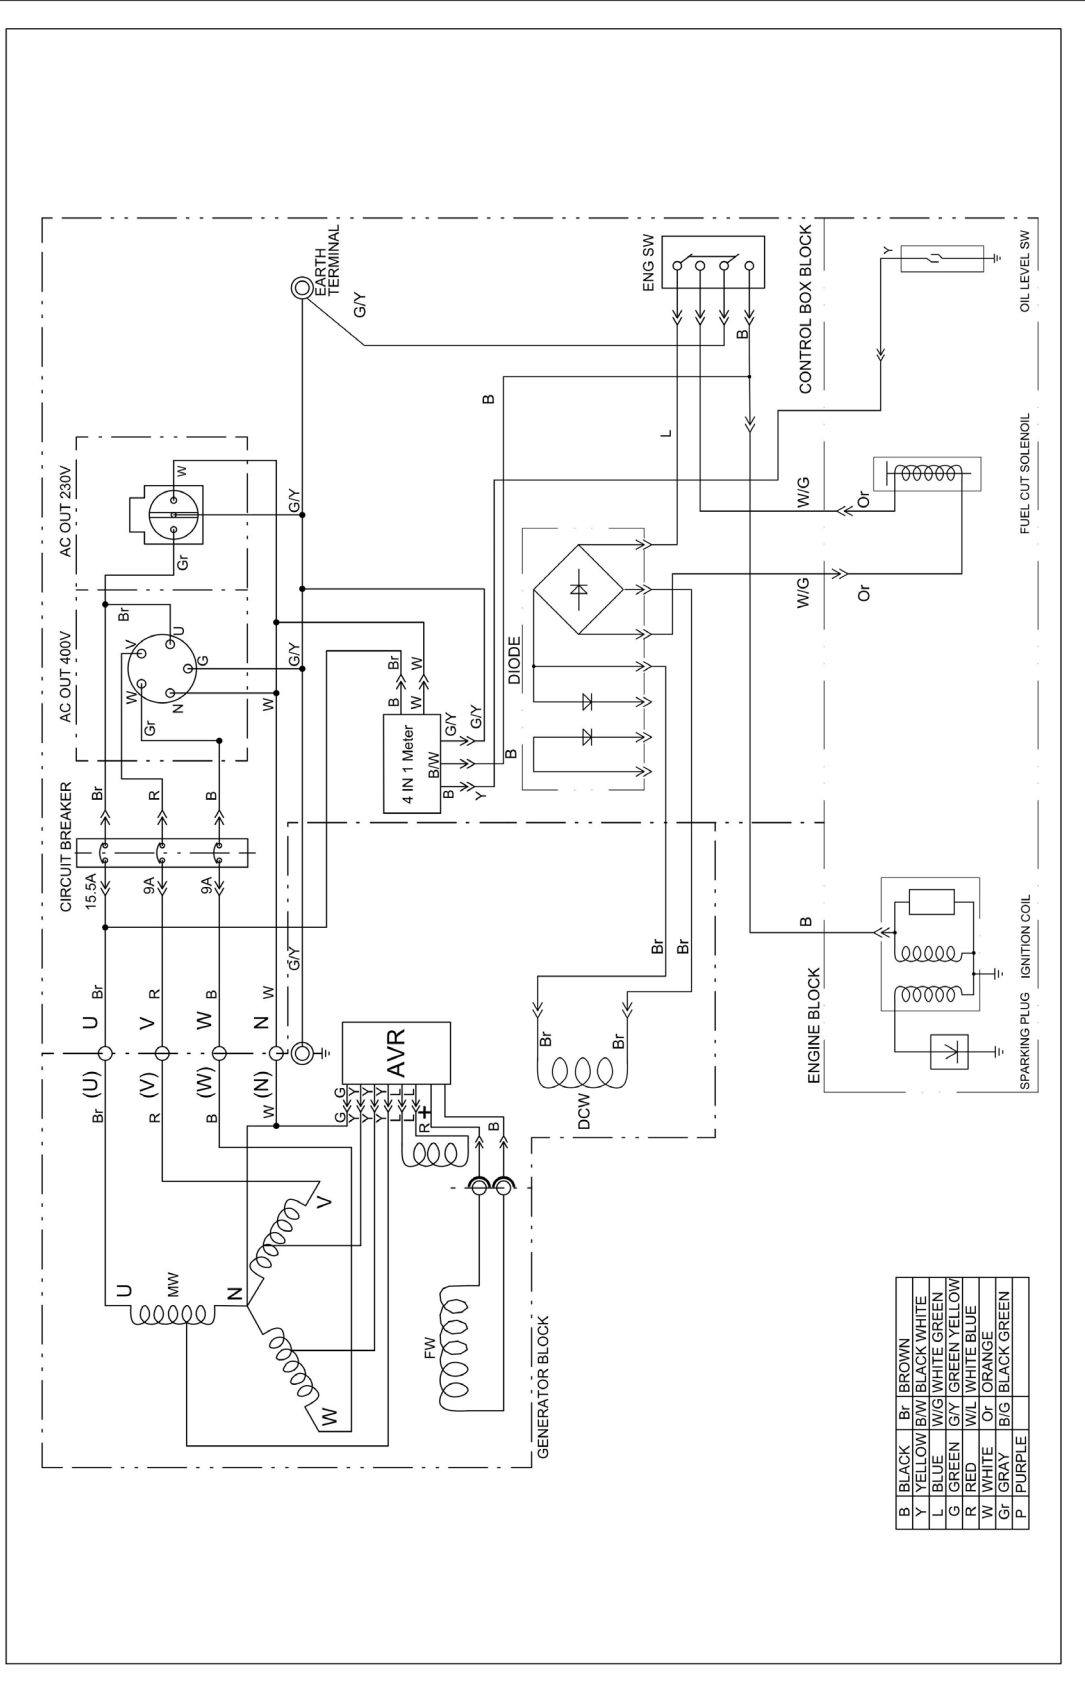 AC OUT 400V
AC OUT 230V
CIRCUIT BREAKER
15.5A
9A
9A
Br
R
B
Br
R
B
W
U
V
W
N
(U)
(V)
(W)
(N)
Br
R
B
W
Br
Gr
W
W
V
U
G
N
Gr
W
G/Y
G/Y
G/Y
G/Y
EARTH
TERMINAL
4 IN 1 Meter
B
Br
W
W
G/Y
G/Y
B/W
B
B
Y
B
DIODE
L
ENG SW
B
CONTROL BOX BLOCK
W/G
Or
W/G
Or
Y
OIL LEVEL SW
FUEL CUT SOLENOIL
IGNITION COIL
SPARKING PLUG
ENGINE BLOCK
B
Br
Br
Br
Br
DCW
AVR
G
Y
Y
Y
L
L
G
Y
Y
Y
L
L
+
R
B
U
MW
N
V
W
FW
GENERATOR BLOCK
B BLACK Br BROWN
Y YELLOW B/W BLACK WHITE
L BLUE W/G WHITE GREEN
G GREEN G/Y GREEN YELLOW
R RED W/L WHITE BLUE
W WHITE Or ORANGE
Gr GRAY B/G BLACK GREEN
P PURPLE